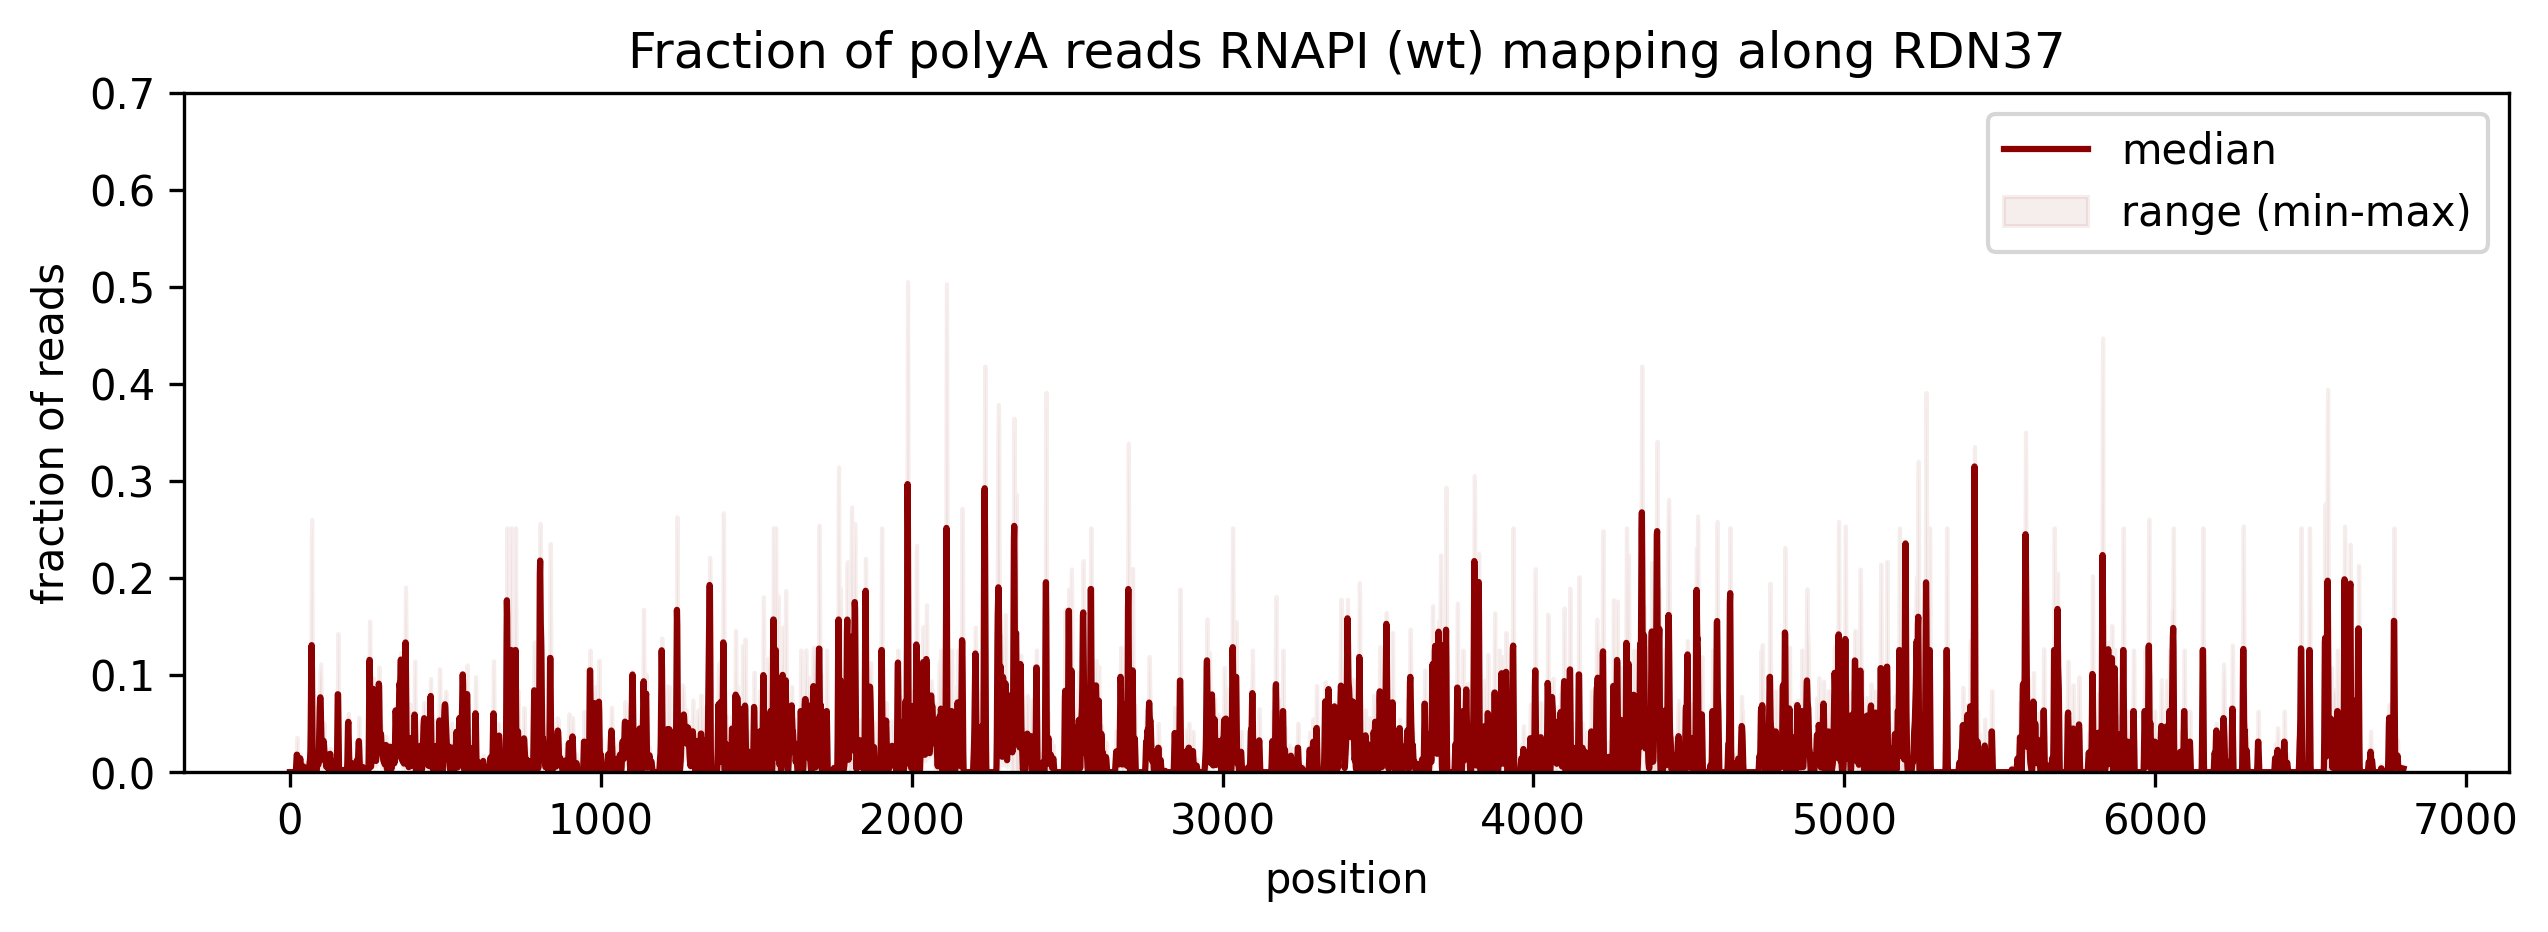 Fraction of polyA reads RNAPI (wt) mapping along RDN37
0.7
0.6
0.5
0.4
0.3
0.2
0.1
0.0
fraction of reads
median
range (min-max)
0 1000 2000 3000 4000 5000 6000 7000
position